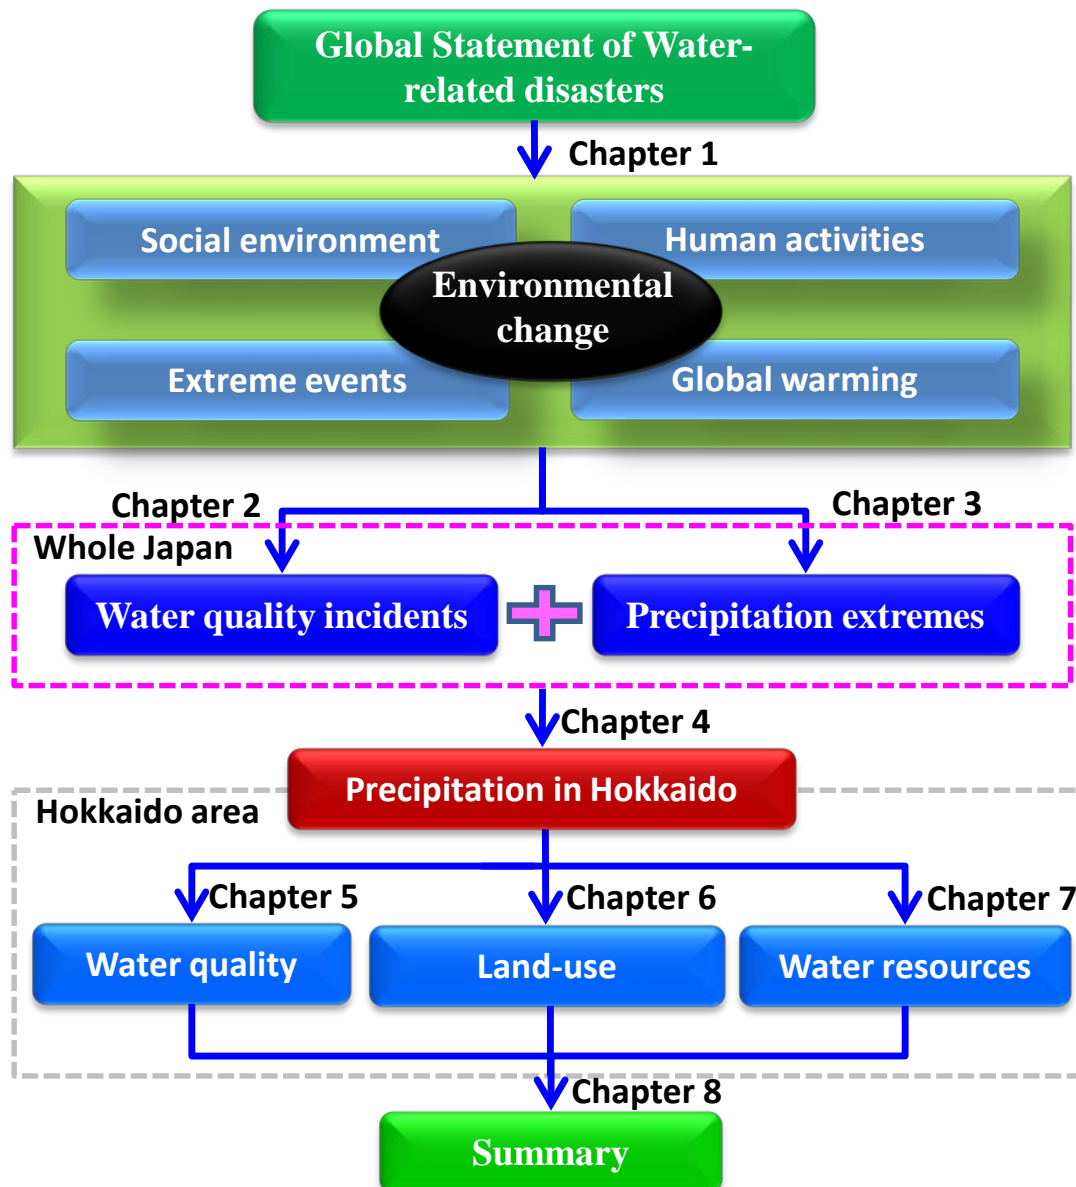 Global Statement of Water-
related disasters
Chapter 1
Social environment
Human activities
Environmental
change
Extreme events
Global warming
Chapter 2
Chapter 3
Whole Japan
Water quality incidents
Precipitation extremes
Chapter 4
Precipitation in Hokkaido
Hokkaido area
Chapter 5
Chapter 6
Chapter 7
Water quality
Land-use
Water resources
Chapter 8
Summary